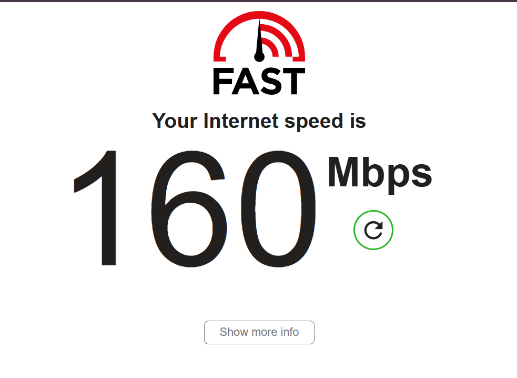 FAST
Your Internet speed is
160 Mbps
Show more info